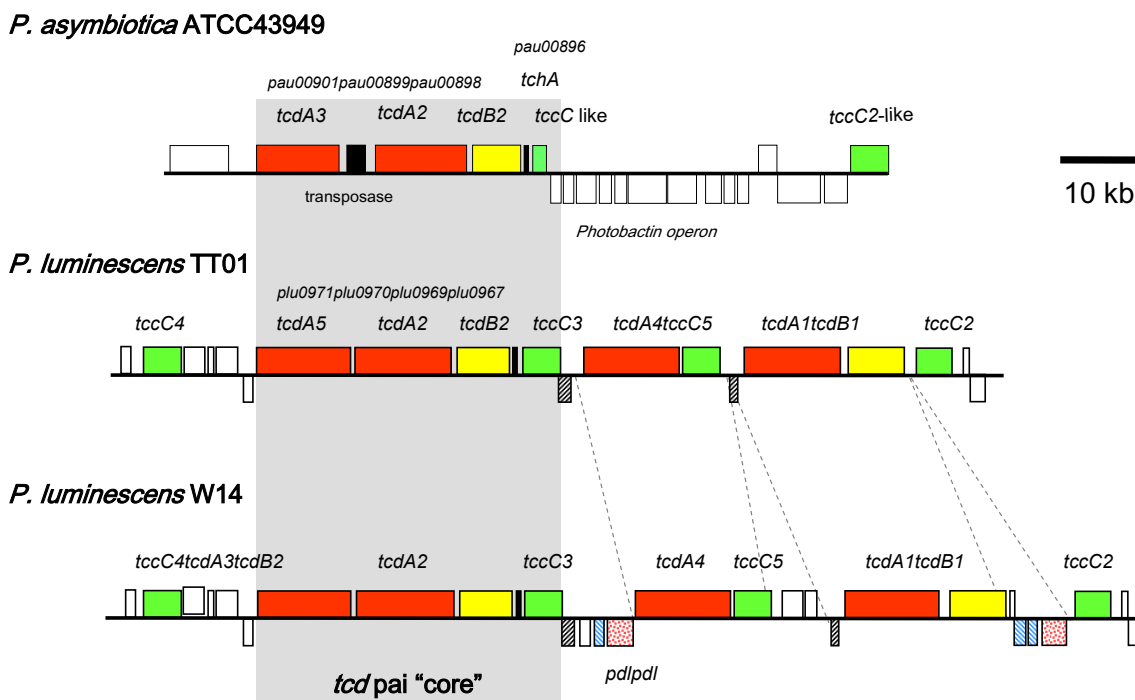 P. asymbiotica ATCC43949
pau00896
pau00901pau00899pau00898
tchA
tcdA3 tcdA2 tcdB2 tccC like tccC2-like
transposase
10 kb
Photobactin operon
P. luminescens TT01
plu0971plu0970plu0969plu0967
tccC4 tcdA5 tcdA2 tcdB2 tccC3 tcdA4tccC5 tcdA1tcdB1 tccC2
P. luminescens W14
tccC4tcdA3tcdB2 tcdA2 tccC3 tcdA4 tccC5 tcdA1tcdB1 tccC2
pdlpdl
tcd pai “core”